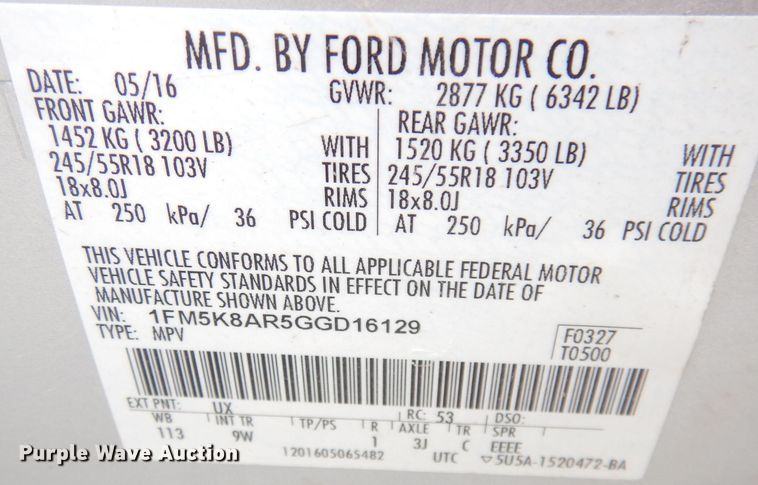 MFD. BY FORD MOTOR CO.
DATE: 05/16 GVWR: 2877 KG ( 6342 LB)
FRONT GAWR: REAR GAWR:
1452 KG ( 3200 LB) WITH 1520 KG ( 3350 LB) WITH
245/55R18 103V TIRES 245/55R18 103V TIRES
18x8.0J RIMS 18x8.0J RIMS
AT 250 kPa/ 36 PSI COLD AT 250 kPa/ 36 PSI COLD
THIS VEHICLE CONFORMS TO ALL APPLICABLE FEDERAL MOTOR
VEHICLE SAFETY STANDARDS IN EFFECT ON THE DATE OF
MANUFACTURE SHOWN ABOVE.
VIN: 1FM5K8AR5GGD16129
TYPE: MPV
F0327
T0500
EXT PNT: UX RC: 53 DSO:
WB INT TR TP/PS R AXLE TR SPR
113 9W 1 3J C EEEE
1201605065482 UTC ▽5U5A-1520472-BA
Purple Wave Auction